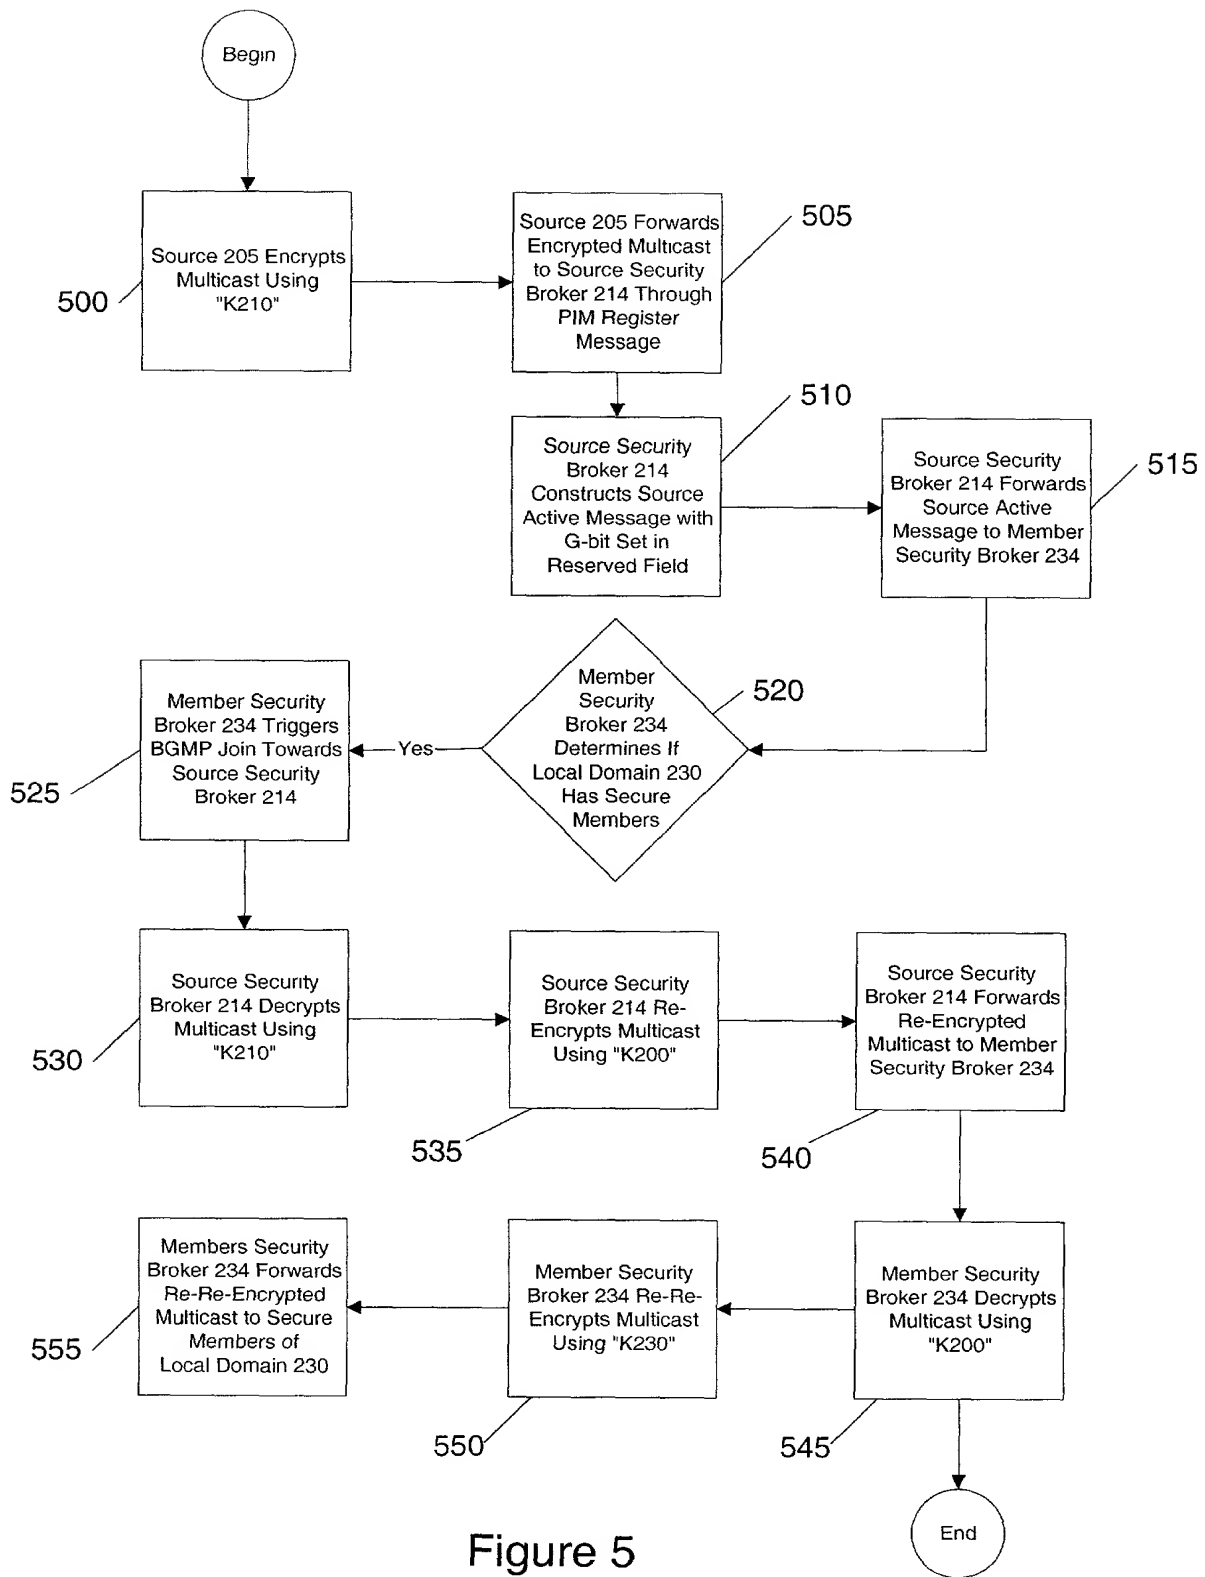 Begin
Source 205 Encrypts
Multicast Using
"K210"
500
Source 205 Forwards
Encrypted Multicast
to Source Security
Broker 214 Through
PIM Register
Message
505
Source Security
Broker 214
Constructs Source
Active Message with
G-bit Set in
Reserved Field
510
Source Security
Broker 214 Forwards
Source Active
Message to Member
Security Broker 234
515
Member
Security
Broker 234
Determines If
Local Domain 230
Has Secure
Members
520
Yes
Member Security
Broker 234 Triggers
BGMP Join Towards
Source Security
Broker 214
525
Source Security
Broker 214 Decrypts
Multicast Using
"K210"
530
Source Security
Broker 214 Re-
Encrypts Multicast
Using "K200"
535
Source Security
Broker 214 Forwards
Re-Encrypted
Multicast to Member
Security Broker 234
540
Member Security
Broker 234 Decrypts
Multicast Using
"K200"
545
Member Security
Broker 234 Re-Re-
Encrypts Multicast
Using "K230"
550
Members Security
Broker 234 Forwards
Re-Re-Encrypted
Multicast to Secure
Members of
Local Domain 230
555
End
Figure 5